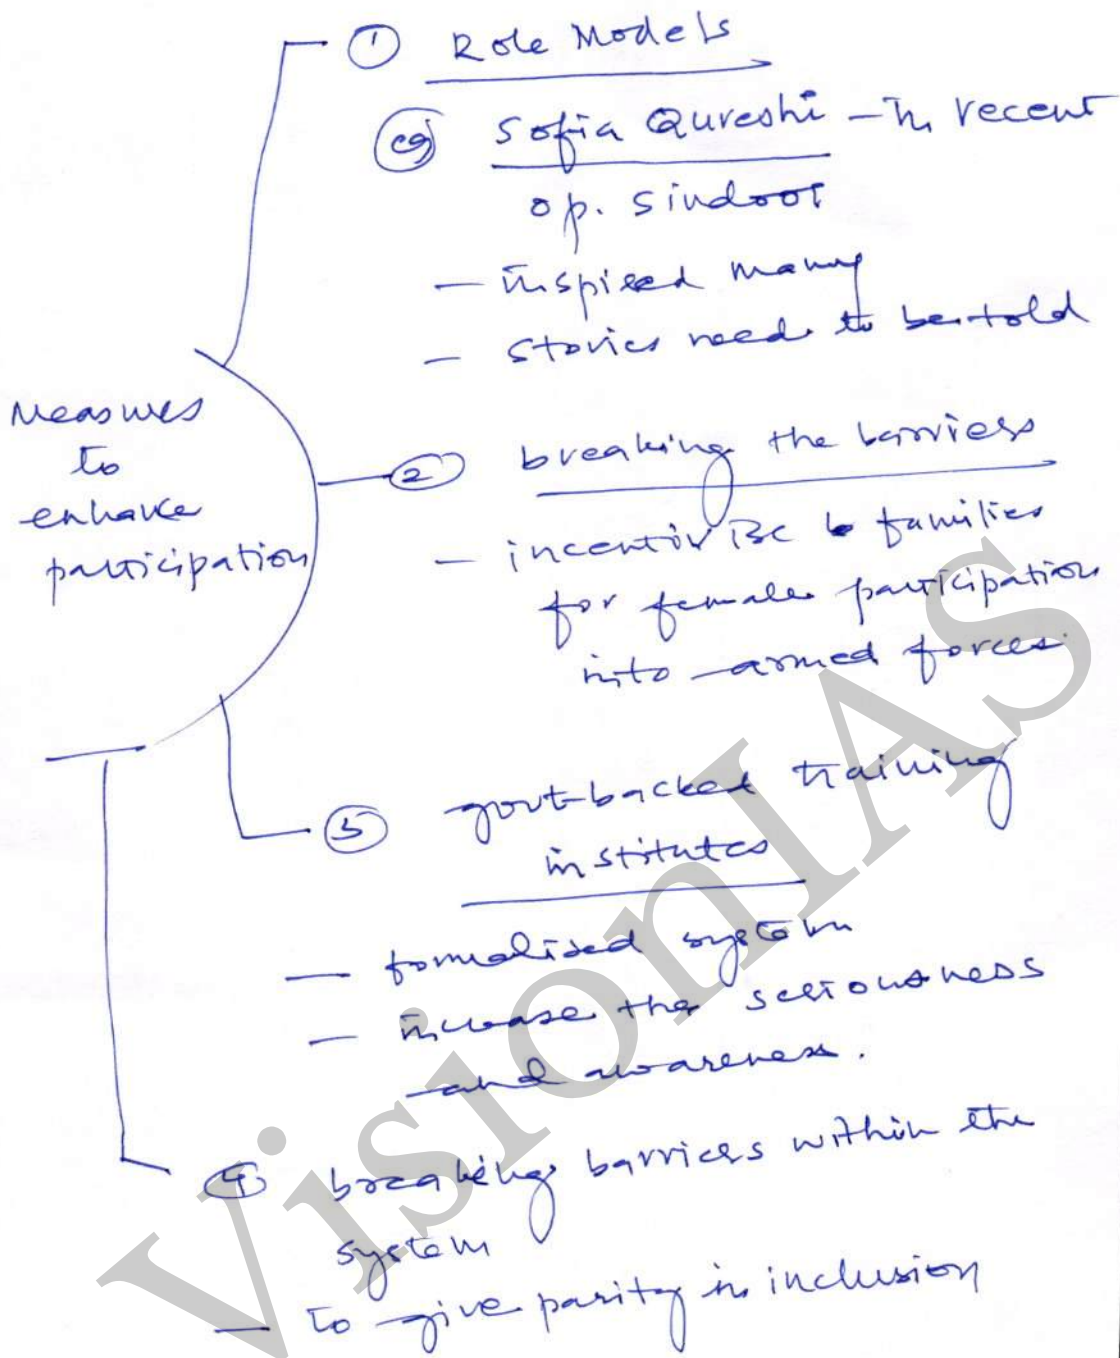 Measures
to
enhance
participation
① Role Models
eg Sofia Qureshi - in recent
op. Sindoor
- inspired many
- stories need to be told
② breaking the barriers
- incentivise families
for female participation
into armed forces.
③ govt-backed training
institutes
- formalised system
- increase the seriousness
and awareness.
④ breaking barriers within the
system
- to give parity in inclusion
VisionIAS